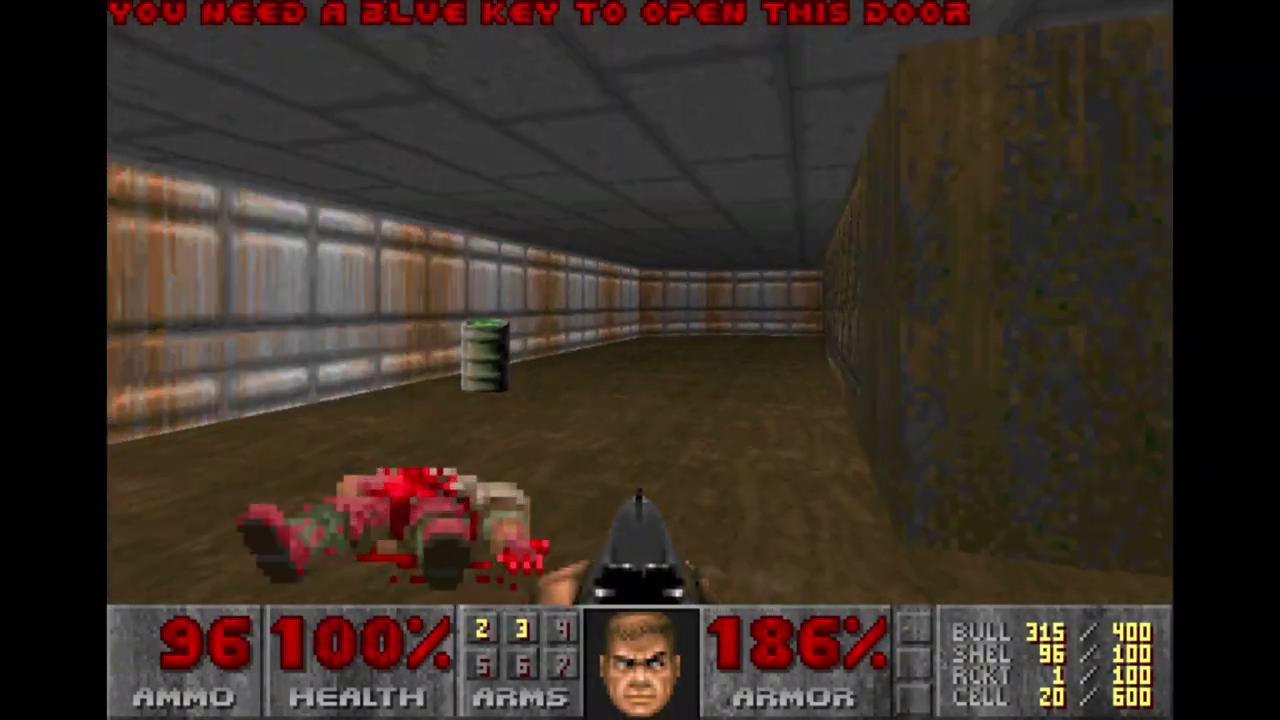 YOU NEED A BLUE KEY TO OPEN THIS DOOR
96 100% 2 3 4 186% BULL 315 / 400
SHEL 96 / 100
5 6 7 RCKT 1 / 100
AMMO HEALTH ARMS ARMOR CELL 20 / 600